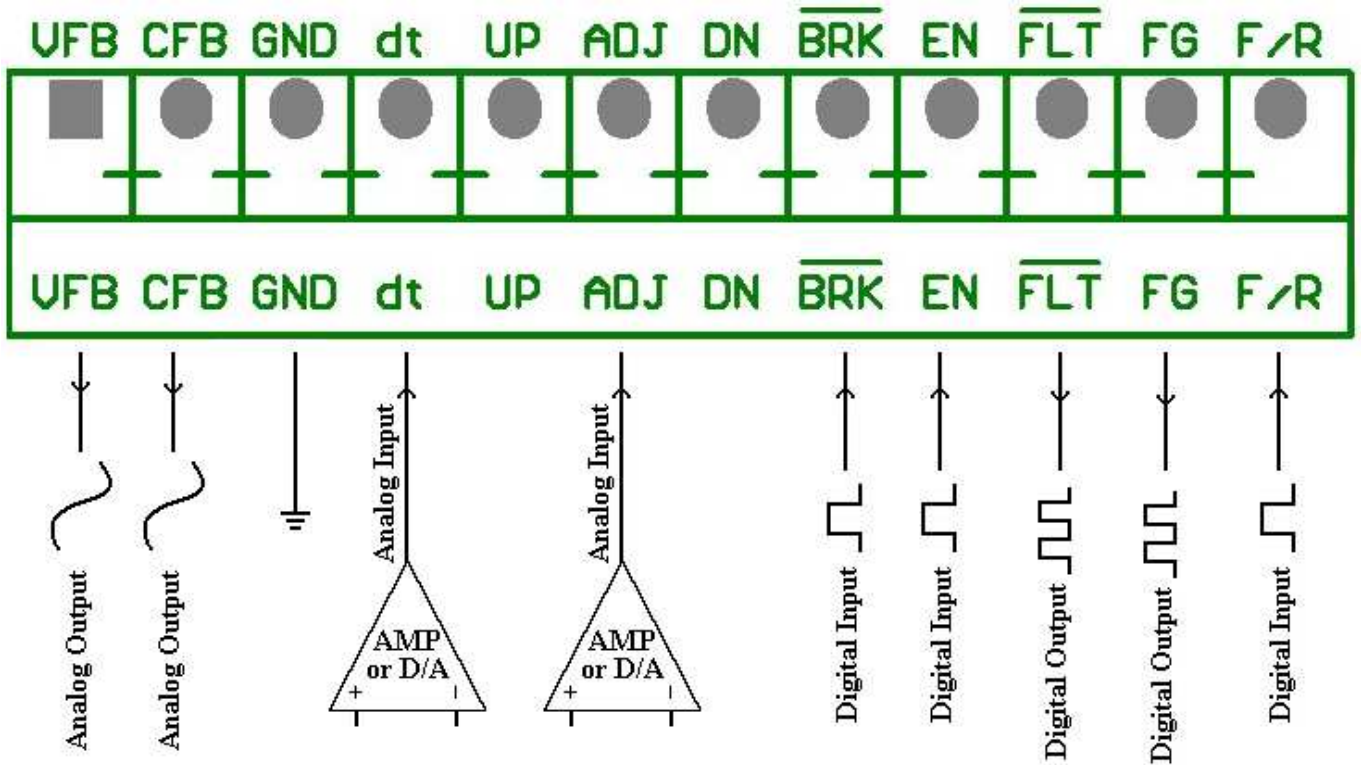 VFB CFB GND dt UP ADJ DN BRK EN FLT FG F/R
VFB CFB GND dt UP ADJ DN BRK EN FLT FG F/R
Analog Output
Analog Output
Analog Input
AMP
or D/A
+ -
Analog Input
AMP
or D/A
+ -
Digital Input
Digital Input
Digital Output
Digital Output
Digital Input